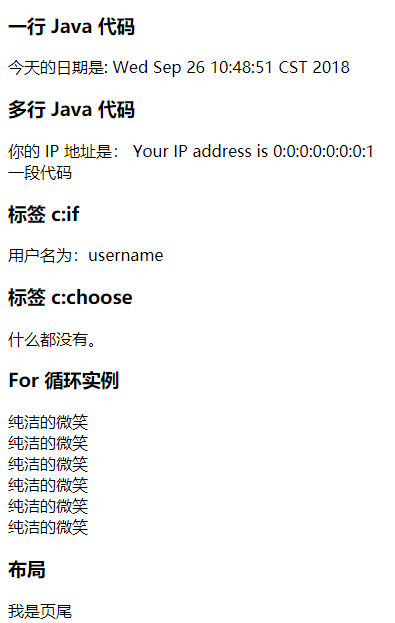 一行 Java 代码
今天的日期是: Wed Sep 26 10:48:51 CST 2018
多行 Java 代码
你的 IP 地址是： Your IP address is 0:0:0:0:0:0:0:1
一段代码
标签 c:if
用户名为：username
标签 c:choose
什么都没有。
For 循环实例
纯洁的微笑
纯洁的微笑
纯洁的微笑
纯洁的微笑
纯洁的微笑
纯洁的微笑
布局
我是页尾